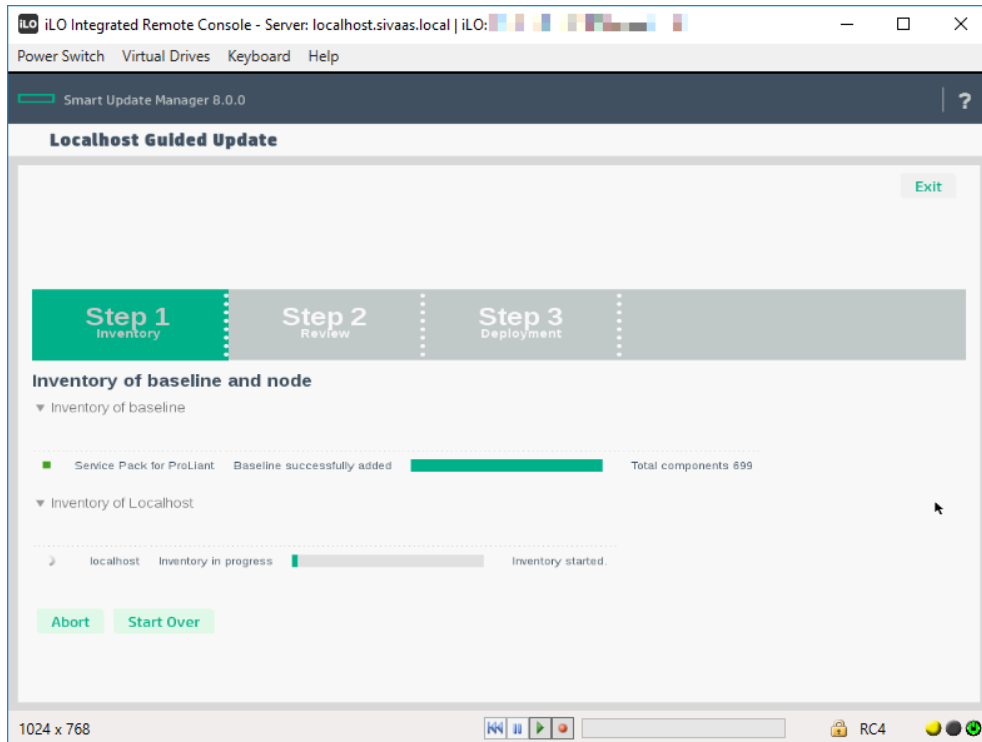 iLO iLO Integrated Remote Console - Server: localhost.sivaas.local | iLO:
Power Switch Virtual Drives Keyboard Help
Smart Update Manager 8.0.0 ?
Localhost Guided Update
Exit
Step 1 Step 2 Step 3
Inventory Review Deployment
Inventory of baseline and node
Inventory of baseline
Service Pack for ProLiant Baseline successfully added Total components 699
Inventory of Localhost
localhost Inventory in progress Inventory started.
Abort Start Over
1024 x 768 RC4